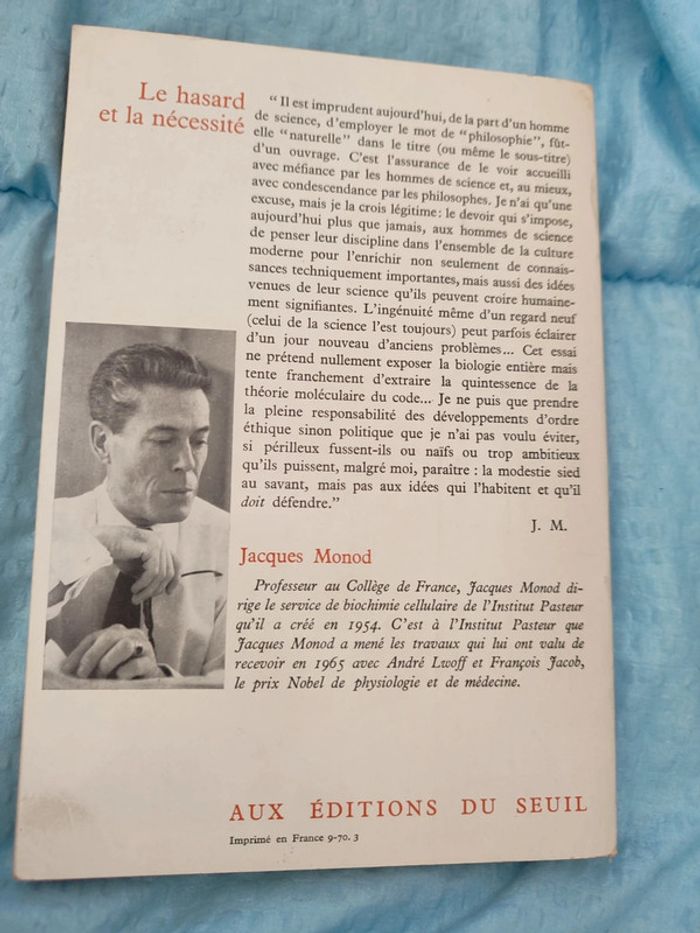 Le hasard
et la nécessité
“ Il est imprudent aujourd’hui, de la part d’un homme
de science, d’employer le mot de “philosophie”, fût-
elle “naturelle” dans le titre (ou même le sous-titre)
d’un ouvrage. C’est l’assurance de le voir accueilli
avec méfiance par les hommes de science et, au mieux,
avec condescendance par les philosophes. Je n’ai qu’une
excuse, mais je la crois légitime : le devoir qui s’impose,
aujourd’hui plus que jamais, aux hommes de science
de penser leur discipline dans l’ensemble de la culture
moderne pour l’enrichir non seulement de connais-
sances techniquement importantes, mais aussi des idées
venues de leur science qu’ils peuvent croire humaine-
ment signifiantes. L’ingénuité même d’un regard neuf
(celui de la science l’est toujours) peut parfois éclairer
d’un jour nouveau d’anciens problèmes... Cet essai
ne prétend nullement exposer la biologie entière mais
tente franchement d’extraire la quintessence de la
théorie moléculaire du code... Je ne puis que prendre
la pleine responsabilité des développements d’ordre
éthique sinon politique que je n’ai pas voulu éviter,
si périlleux fussent-ils ou naïfs ou trop ambitieux
qu’ils puissent, malgré moi, paraître : la modestie sied
au savant, mais pas aux idées qui l’habitent et qu’il
doit défendre.”
J. M.
Jacques Monod
Professeur au Collège de France, Jacques Monod di-
rige le service de biochimie cellulaire de l’Institut Pasteur
qu’il a créé en 1954. C’est à l’Institut Pasteur que
Jacques Monod a mené les travaux qui lui ont valu de
recevoir en 1965 avec André Lwoff et François Jacob,
le prix Nobel de physiologie et de médecine.
AUX ÉDITIONS DU SEUIL
Imprimé en France 9-70. 3